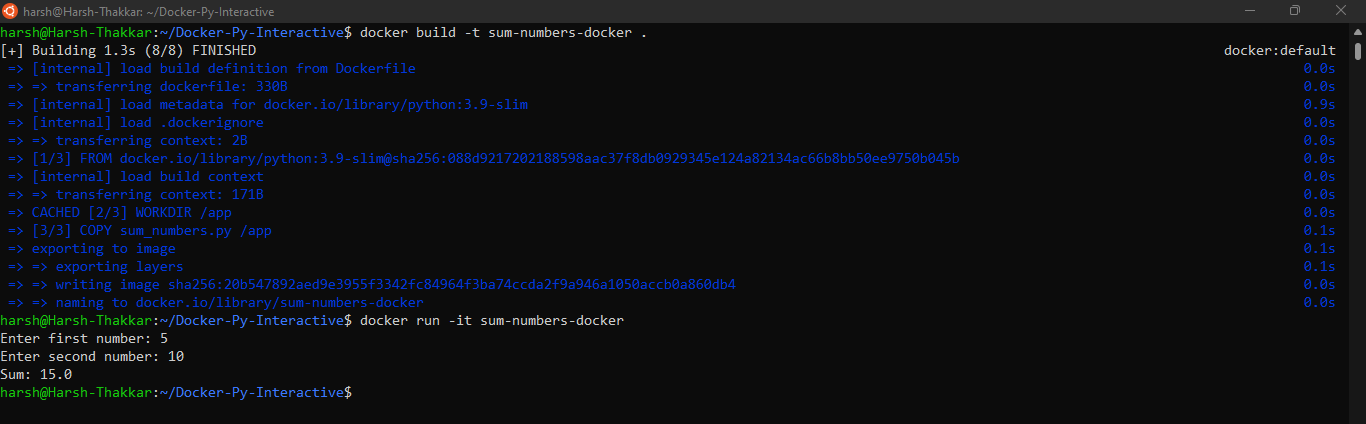 harsh@Harsh-Thakkar: ~/Docker-Py-Interactive
harsh@Harsh-Thakkar:~/Docker-Py-Interactive$ docker build -t sum-numbers-docker .
[+] Building 1.3s (8/8) FINISHED docker:default
=> [internal] load build definition from Dockerfile 0.0s
=> => transferring dockerfile: 330B 0.0s
=> [internal] load metadata for docker.io/library/python:3.9-slim 0.9s
=> [internal] load .dockerignore 0.0s
=> => transferring context: 2B 0.0s
=> [1/3] FROM docker.io/library/python:3.9-slim@sha256:088d9217202188598aac37f8db0929345e124a82134ac66b8bb50ee9750b045b 0.0s
=> [internal] load build context 0.0s
=> => transferring context: 171B 0.0s
=> CACHED [2/3] WORKDIR /app 0.0s
=> [3/3] COPY sum_numbers.py /app 0.1s
=> exporting to image 0.1s
=> => exporting layers 0.1s
=> => writing image sha256:20b547892aed9e3955f3342fc84964f3ba74ccda2f9a946a1050accb0a860db4 0.0s
=> => naming to docker.io/library/sum-numbers-docker 0.0s
harsh@Harsh-Thakkar:~/Docker-Py-Interactive$ docker run -it sum-numbers-docker
Enter first number: 5
Enter second number: 10
Sum: 15.0
harsh@Harsh-Thakkar:~/Docker-Py-Interactive$